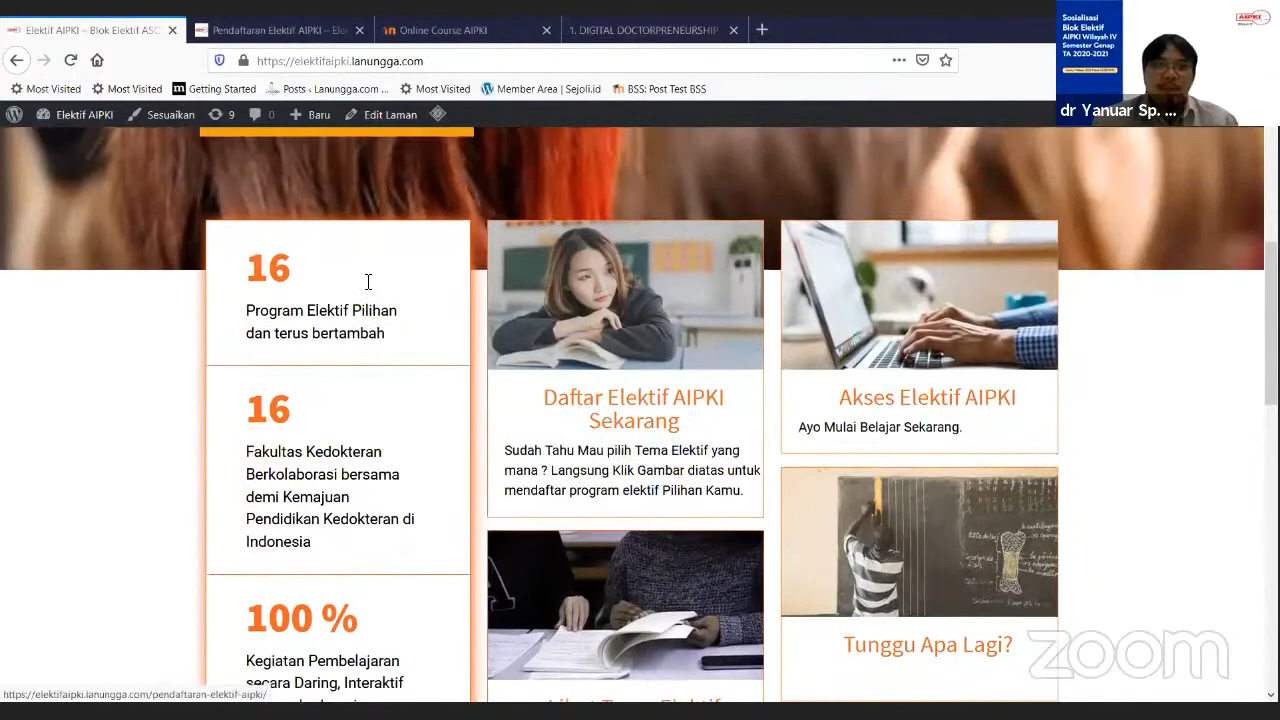 Elektif AIPKI – Blok Elektif ASC
Pendaftaran Elektif AIPKI – Ele
Online Course AIPKI
1. DIGITAL DOCTORPRENEURSHIP
https://elektifaipki.lanungga.com
Most Visited
Most Visited
Getting Started
Posts ‹ Lanungga.com ...
Most Visited
Member Area | Sejoli.id
BSS: Post Test BSS
Elektif AIPKI
Sesuaikan
9
0
Baru
Edit Laman
Sosialisasi
Blok Elektif
AIPKI Wilayah IV
Semester Genap
TA 2020-2021
AIPKI
dr Yanuar Sp. ...
16
Program Elektif Pilihan
dan terus bertambah
16
Fakultas Kedokteran
Berkolaborasi bersama
demi Kemajuan
Pendidikan Kedokteran di
Indonesia
100 %
Kegiatan Pembelajaran
secara Daring, Interaktif
Daftar Elektif AIPKI
Sekarang
Sudah Tahu Mau pilih Tema Elektif yang
mana ? Langsung Klik Gambar diatas untuk
mendaftar program elektif Pilihan Kamu.
Akses Elektif AIPKI
Ayo Mulai Belajar Sekarang.
Tunggu Apa Lagi?
zoom
https://elektifaipki.lanungga.com/pendaftaran-elektif-aipki/